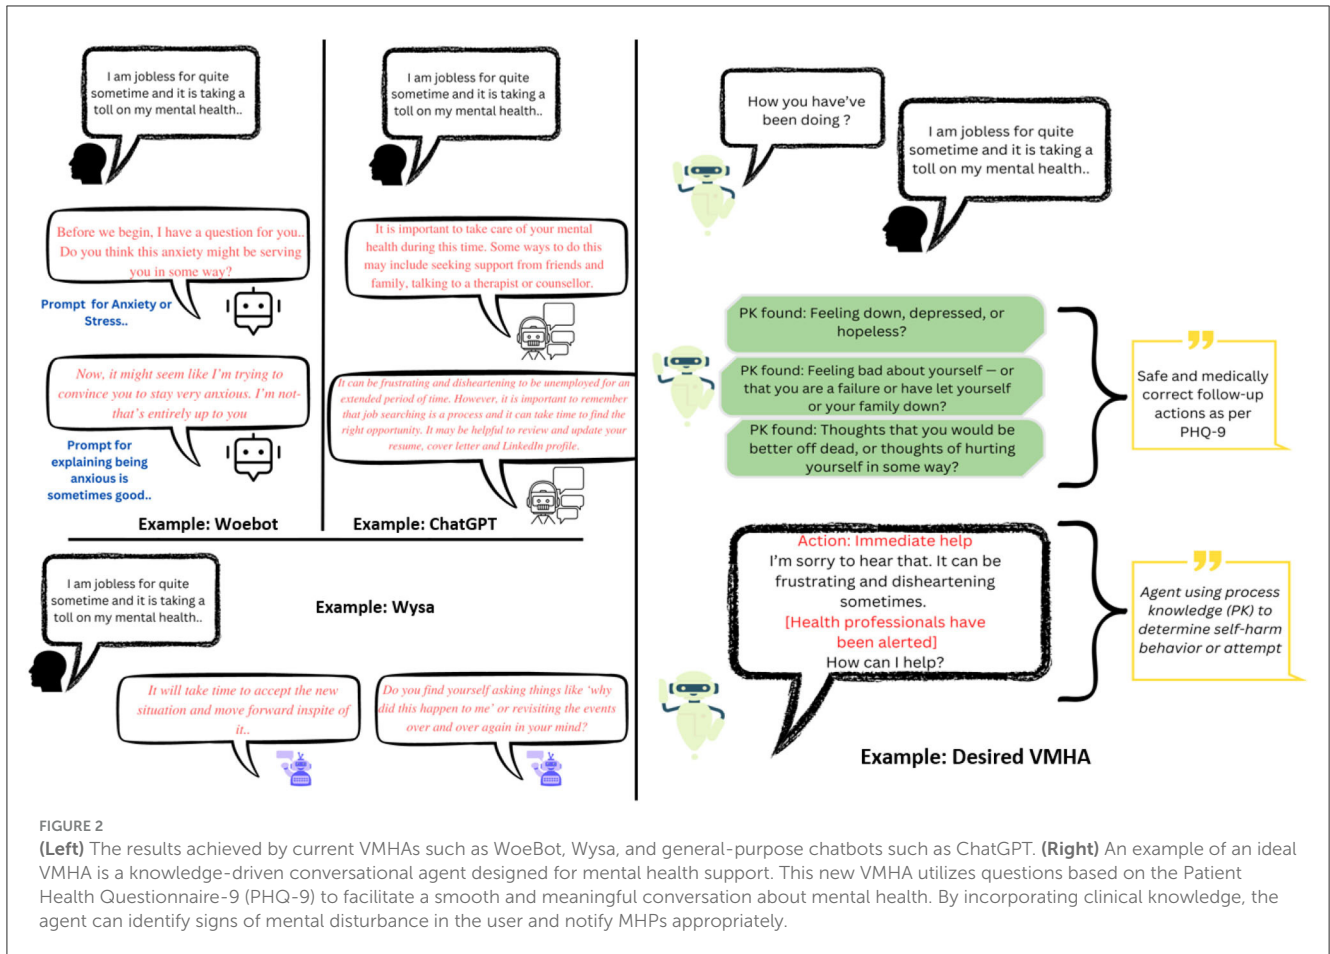 I am jobless for quite
sometime and it is taking a
toll on my mental health..
Before we begin, I have a question for you..
Do you think this anxiety might be serving
you in some way?
Prompt for Anxiety or
Stress..
Now, it might seem like I'm trying to
convince you to stay very anxious. I'm not-
that's entirely up to you
Prompt for
explaining being
anxious is
sometimes good..
Example: Woebot
I am jobless for quite
sometime and it is taking a
toll on my mental health..
It is important to take care of your mental
health during this time. Some ways to do this
may include seeking support from friends and
family, talking to a therapist or counsellor.
It can be frustrating and disheartening to be unemployed for an
extended period of time. However, it is important to remember
that job searching is a process and it can take time to find the
right opportunity. It may be helpful to review and update your
resume, cover letter and LinkedIn profile.
Example: ChatGPT
I am jobless for quite
sometime and it is taking a
toll on my mental health..
Example: Wysa
It will take time to accept the new
situation and move forward inspite of
it..
Do you find yourself asking things like 'why
did this happen to me' or revisiting the events
over and over again in your mind?
How you have've
been doing ?
I am jobless for quite
sometime and it is taking a
toll on my mental health..
PK found: Feeling down, depressed, or
hopeless?
PK found: Feeling bad about yourself — or
that you are a failure or have let yourself
or your family down?
PK found: Thoughts that you would be
better off dead, or thoughts of hurting
yourself in some way?
Safe and medically
correct follow-up
actions as per
PHQ-9
Action: Immediate help
I'm sorry to hear that. It can be
frustrating and disheartening
sometimes.
[Health professionals have
been alerted]
How can I help?
Agent using process
knowledge (PK) to
determine self-harm
behavior or attempt
Example: Desired VMHA
FIGURE 2
(Left) The results achieved by current VMHAs such as WoeBot, Wysa, and general-purpose chatbots such as ChatGPT. (Right) An example of an ideal
VMHA is a knowledge-driven conversational agent designed for mental health support. This new VMHA utilizes questions based on the Patient
Health Questionnaire-9 (PHQ-9) to facilitate a smooth and meaningful conversation about mental health. By incorporating clinical knowledge, the
agent can identify signs of mental disturbance in the user and notify MHPs appropriately.